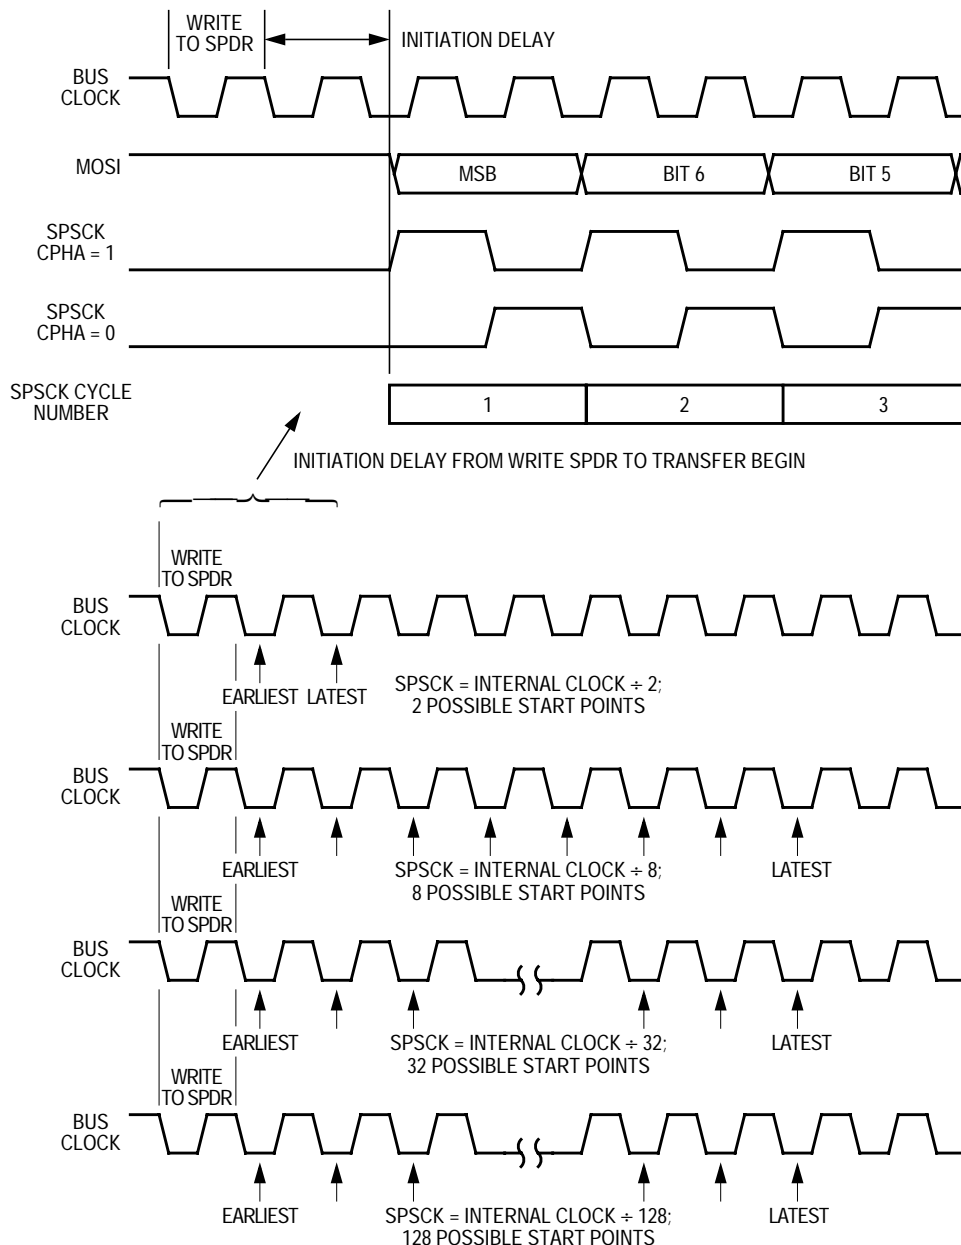 WRITE
TO SPDR
INITIATION DELAY
BUS
CLOCK
MOSI
MSB
BIT 6
BIT 5
SPSCK
CPHA = 1
SPSCK
CPHA = 0
SPSCK CYCLE
NUMBER
1
2
3
INITIATION DELAY FROM WRITE SPDR TO TRANSFER BEGIN
WRITE
TO SPDR
BUS
CLOCK
EARLIEST
LATEST
SPSCK = INTERNAL CLOCK ÷ 2;
2 POSSIBLE START POINTS
WRITE
TO SPDR
BUS
CLOCK
EARLIEST
SPSCK = INTERNAL CLOCK ÷ 8;
8 POSSIBLE START POINTS
LATEST
WRITE
TO SPDR
BUS
CLOCK
EARLIEST
SPSCK = INTERNAL CLOCK ÷ 32;
32 POSSIBLE START POINTS
LATEST
WRITE
TO SPDR
BUS
CLOCK
EARLIEST
SPSCK = INTERNAL CLOCK ÷ 128;
128 POSSIBLE START POINTS
LATEST